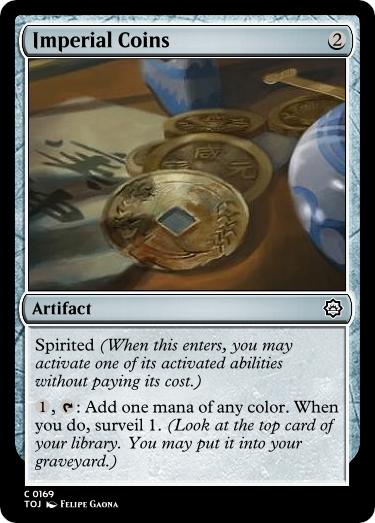 Imperial Coins 2
Artifact
Spirited (When this enters, you may
activate one of its activated abilities
without paying its cost.)
1, T: Add one mana of any color. When
you do, surveil 1. (Look at the top card of
your library. You may put it into your
graveyard.)
C 0169
TOJ Felipe Gaona